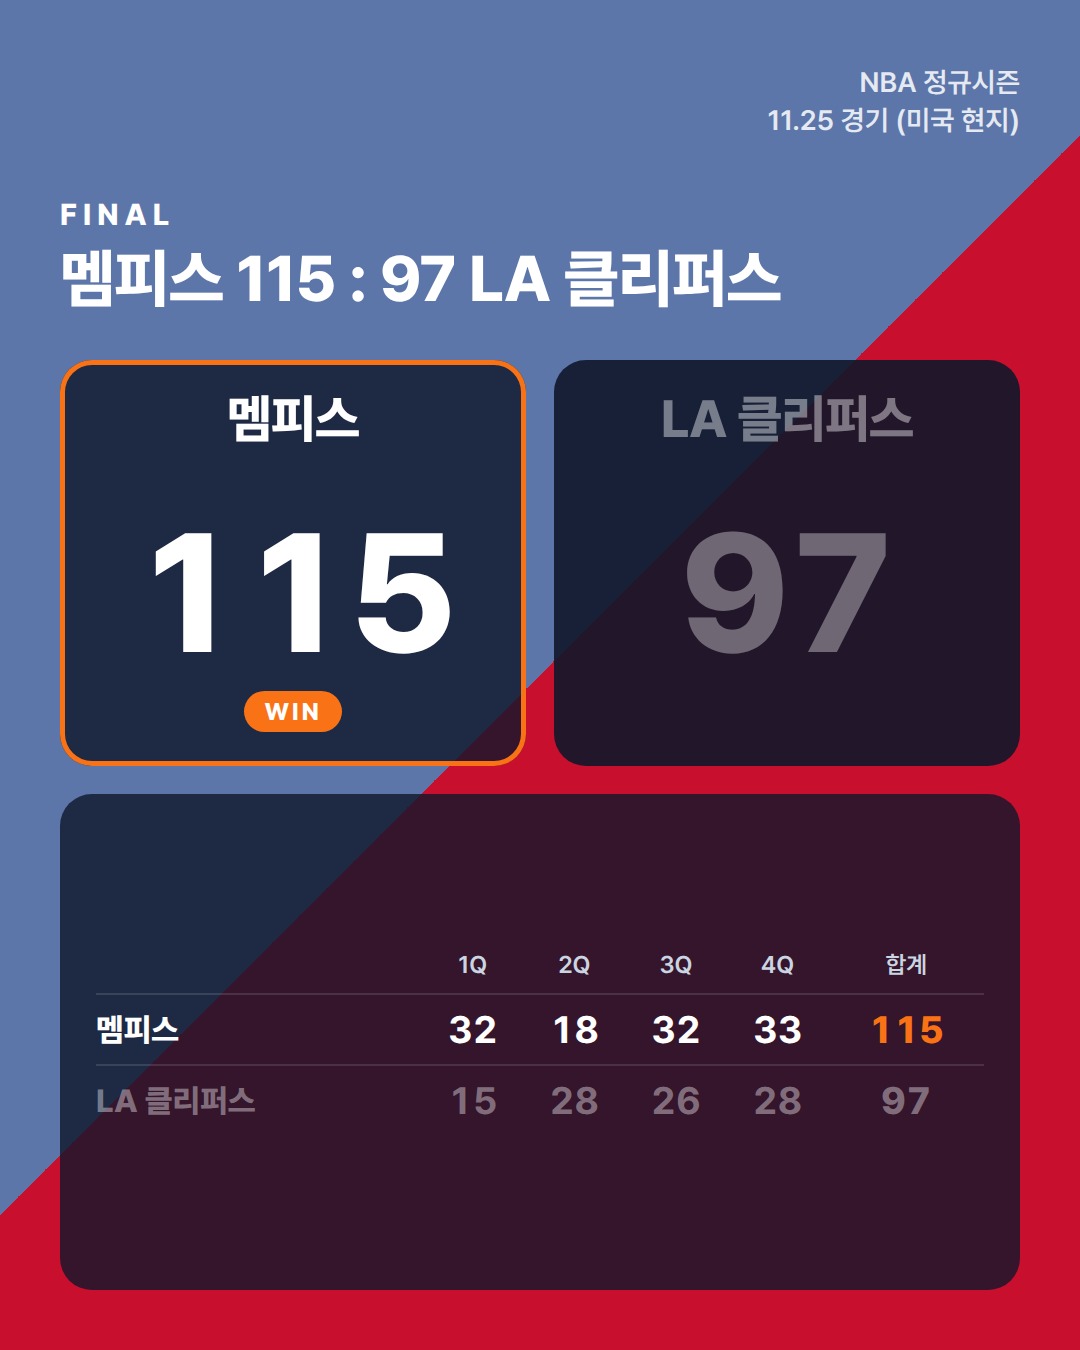 NBA 정규시즌
11.25 경기 (미국 현지)
FINAL
멤피스 115 : 97 LA 클리퍼스
멤피스
115
WIN
LA 클리퍼스
97
1Q 2Q 3Q 4Q 합계
멤피스 32 18 32 33 115
LA 클리퍼스 15 28 26 28 97